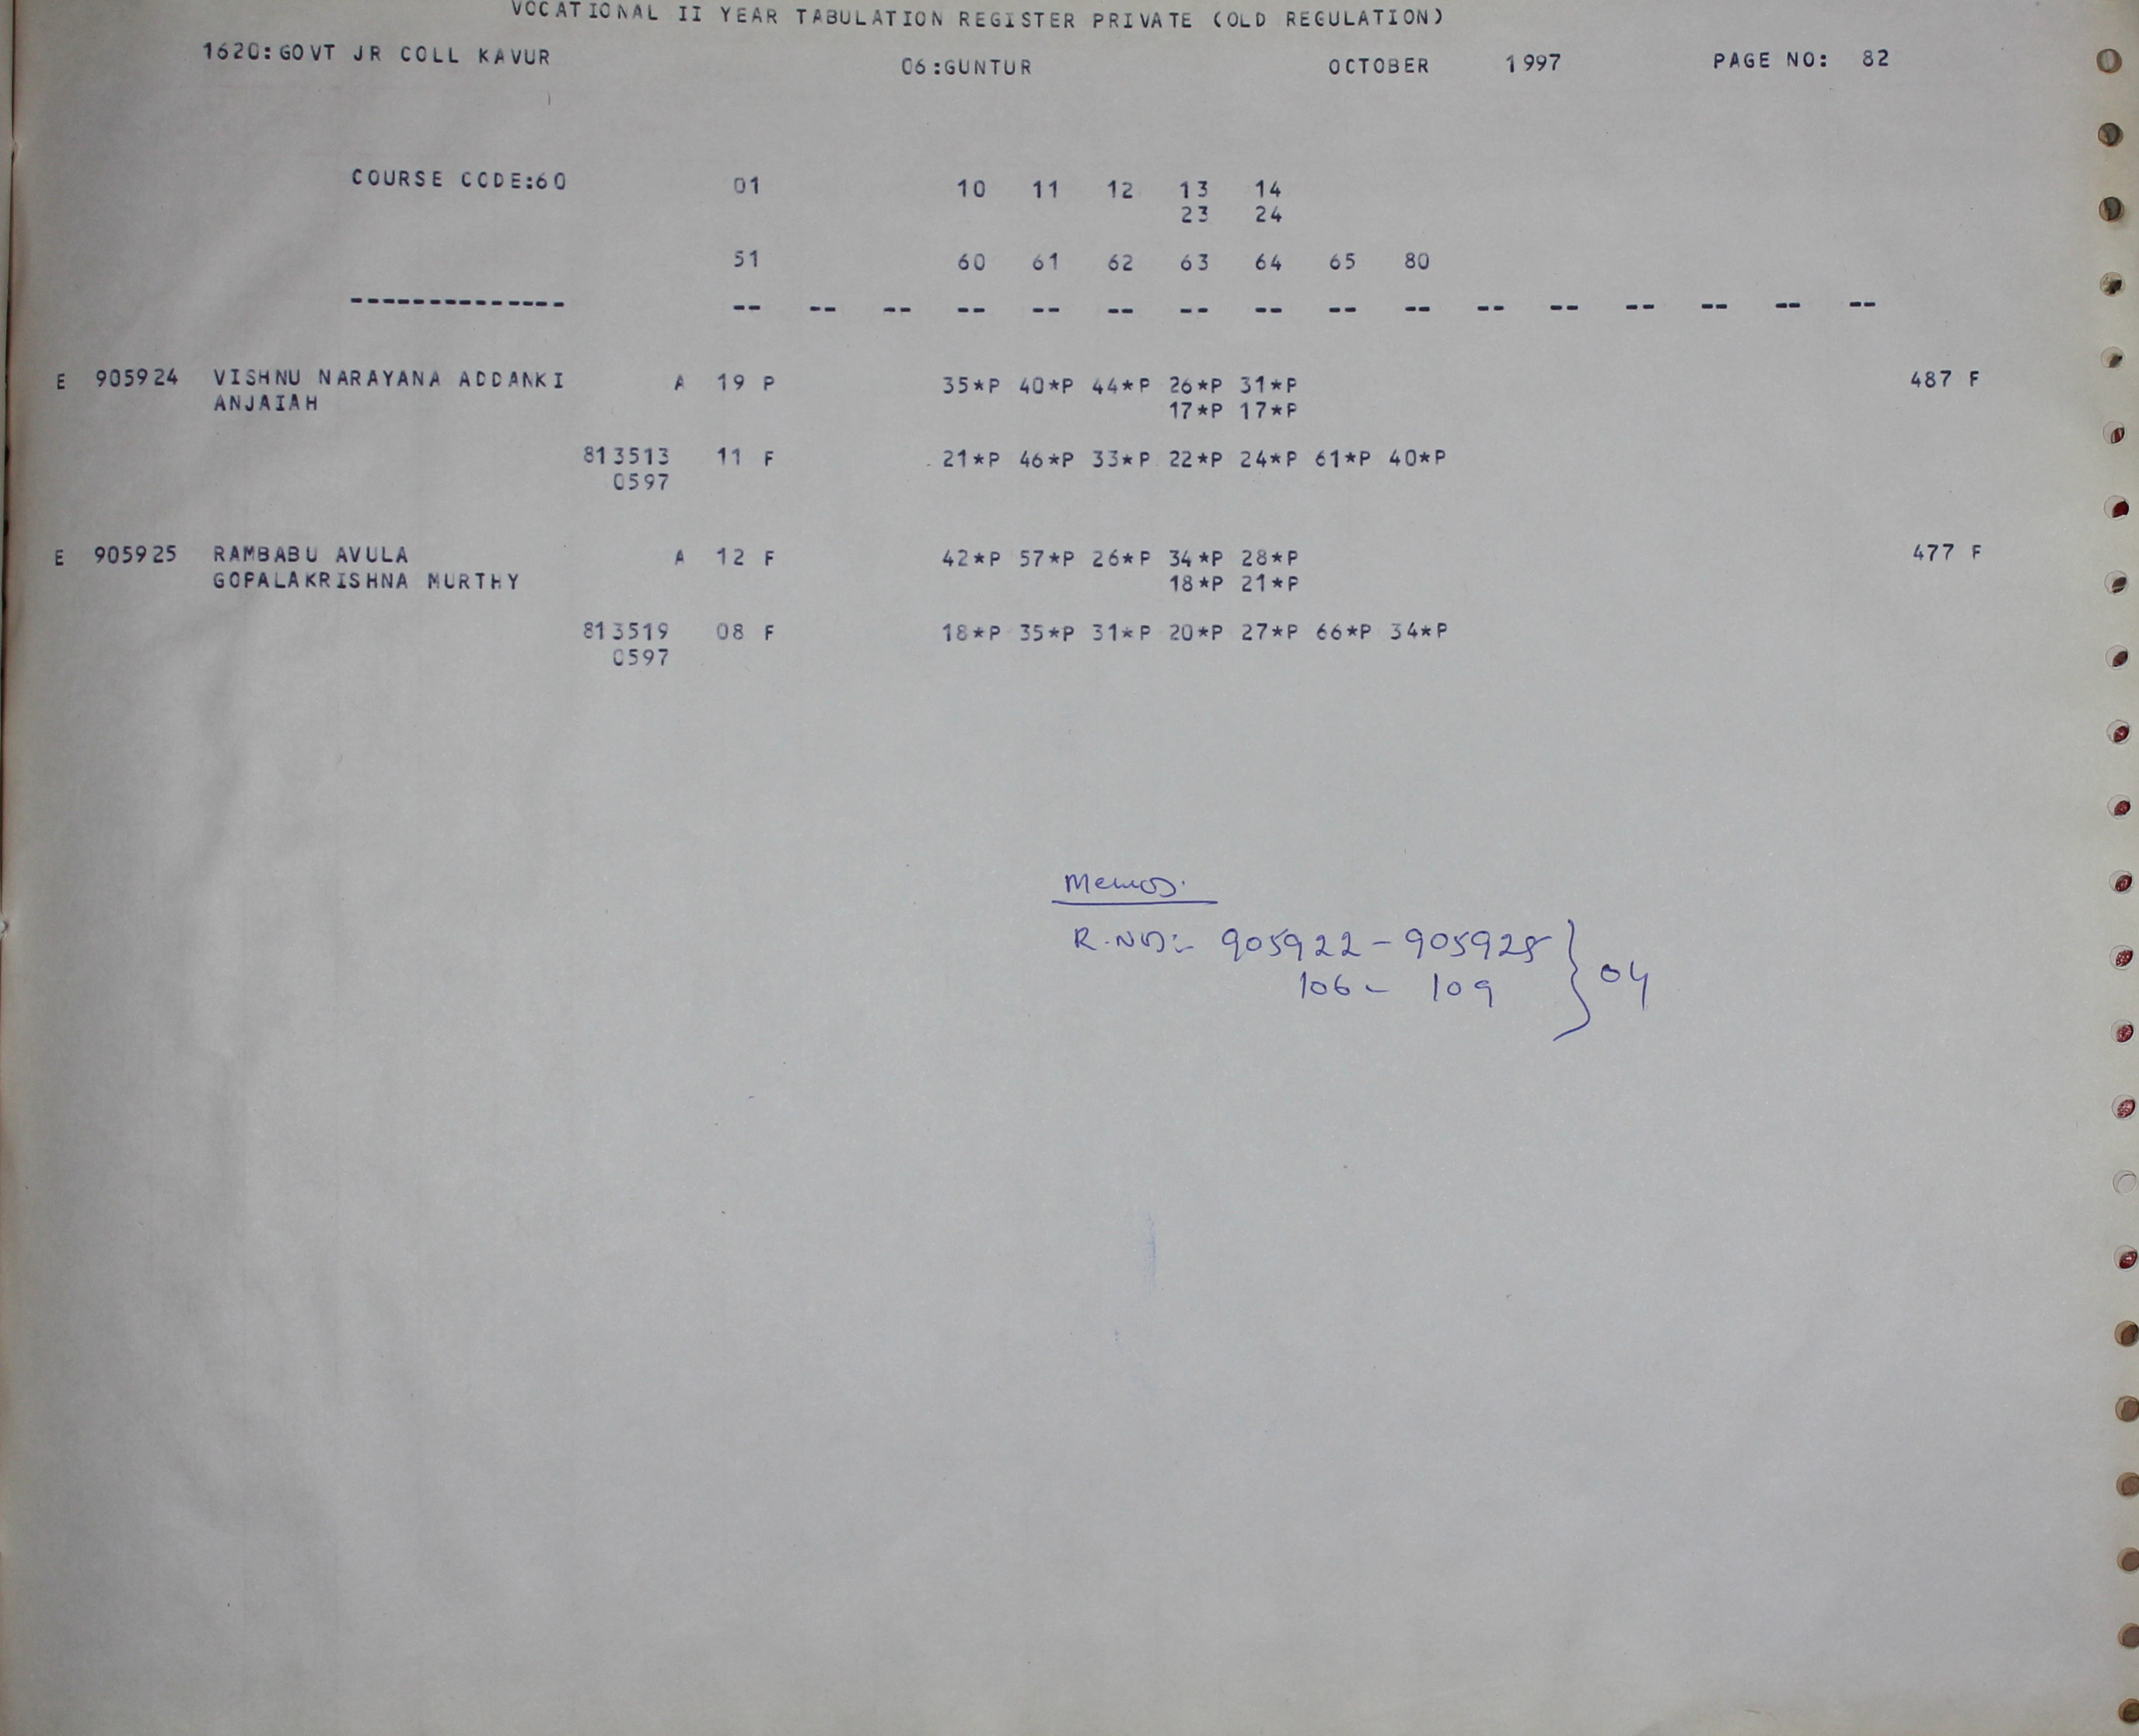 VOCATIONAL II YEAR TABULATION REGISTER PRIVATE (OLD REGULATION)
1620:GOVT JR COLL KAVUR 06:GUNTUR OCTOBER 1997 PAGE NO: 82
COURSE CODE:60 01 10 11 12 13 14
23 24
51 60 61 62 63 64 65 80
-------------- -- -- -- -- -- -- -- -- -- -- -- -- -- -- -- --
E 905924 VISHNU NARAYANA ADDANKI A 19 P 35*P 40*P 44*P 26*P 31*P 487 F
ANJAIAH 17*P 17*P
813513 11 F 21*P 46*P 33*P 22*P 24*P 61*P 40*P
0597
E 905925 RAMBABU AVULA A 12 F 42*P 57*P 26*P 34*P 28*P 477 F
GOPALAKRISHNA MURTHY 18*P 21*P
813519 08 F 18*P 35*P 31*P 20*P 27*P 66*P 34*P
0597
Memos.
R.NO:- 905922-905925 } 04
106- 109